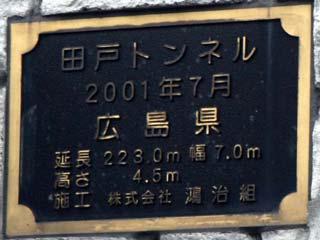 田戸トンネル
2001年7月
広島県
延長 223.0m 幅 7.0m
高さ 4.5m
施工 株式会社 鴻治組